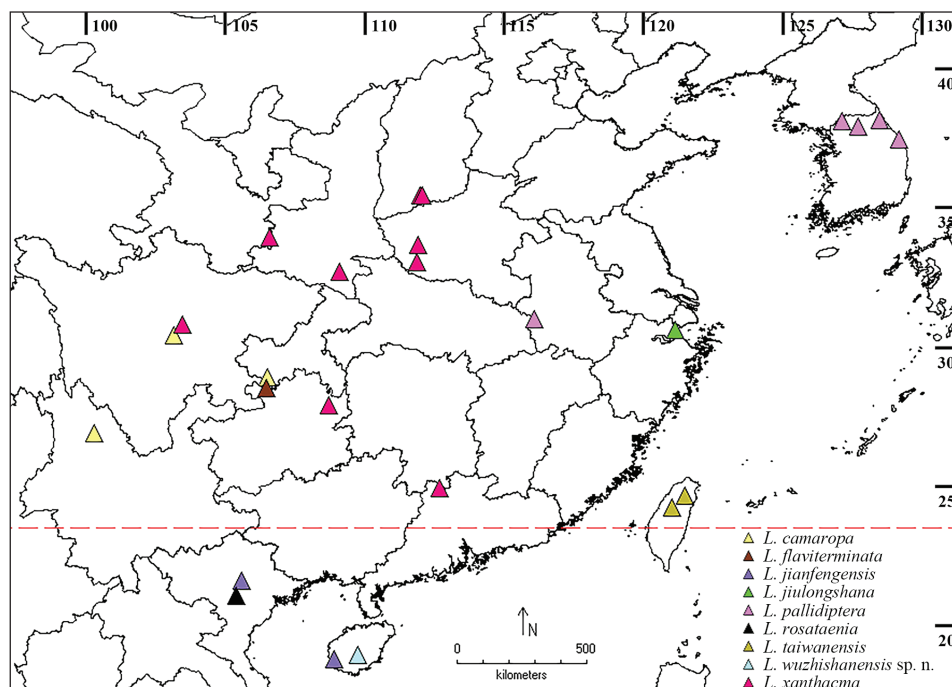 100 105 110 115 120 125 130
40
35
30
25
20
L. camaropa
L. flaviterminata
L. jianfengensis
L. jiulongshana
L. pallidiptera
L. rosataenia
L. taiwanensis
L. wuzhishanensis sp. n.
L. xanthacma
N
0 500
kilometers